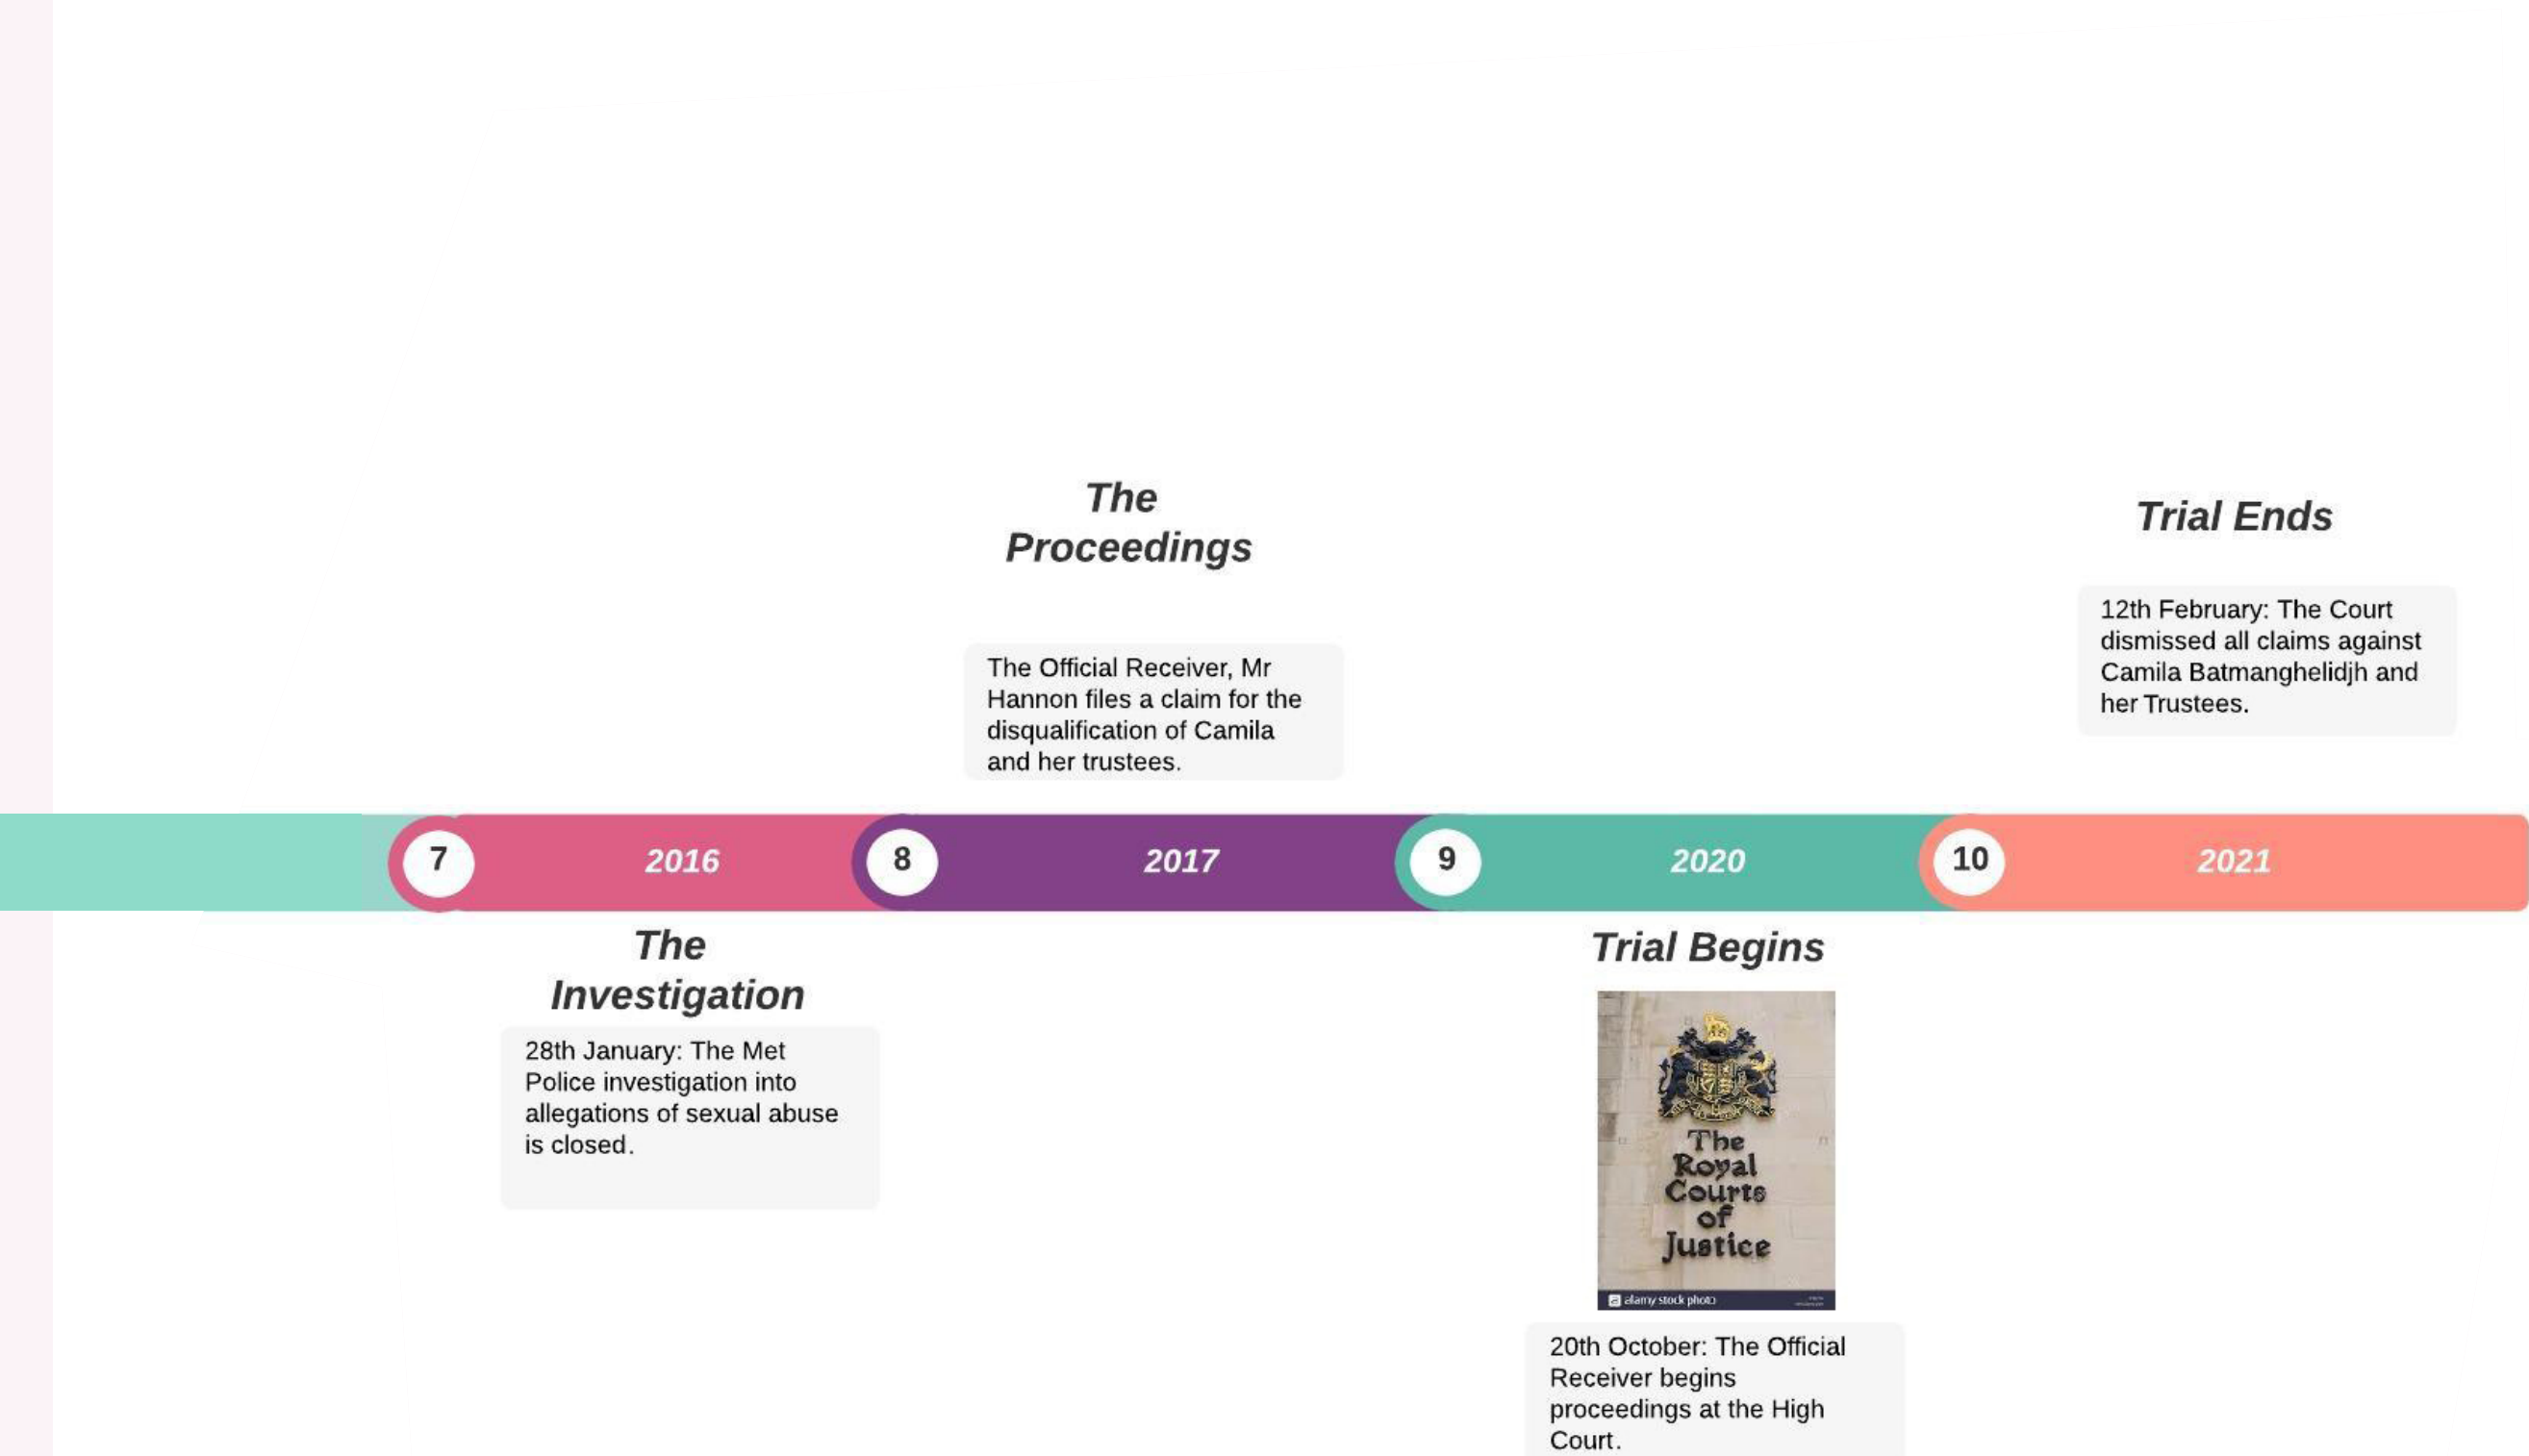 The
Proceedings
The Official Receiver, Mr
Hannon files a claim for the
disqualification of Camila
and her trustees.
Trial Ends
12th February: The Court
dismissed all claims against
Camila Batmanghelidjh and
her Trustees.
7
2016
8
2017
9
2020
10
2021
The
Investigation
28th January: The Met
Police investigation into
allegations of sexual abuse
is closed.
Trial Begins
The
Royal
Courts
of
Justice
a alamy stock photo
20th October: The Official
Receiver begins
proceedings at the High
Court.